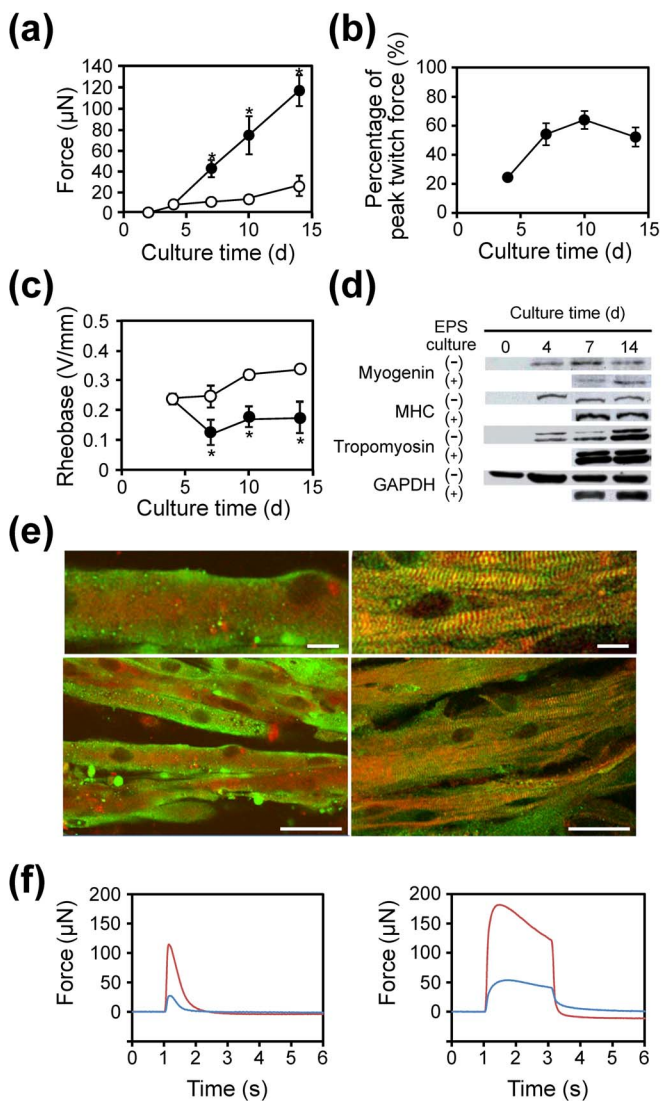 (a)
Force (µN)
140
120
100
80
60
40
20
0
*
*
*
0 5 10 15
Culture time (d)
(b)
Percentage of
peak twitch force (%)
100
80
60
40
20
0
0 5 10 15
Culture time (d)
(c)
Rheobase (V/mm)
0.5
0.4
0.3
0.2
0.1
0
*
*
*
0 5 10 15
Culture time (d)
(d)
Culture time (d)
EPS
culture 0 4 7 14
Myogenin (-)
(+)
MHC (-)
(+)
Tropomyosin (-)
(+)
GAPDH (-)
(+)
(e)
(f)
Force (µN)
200
150
100
50
0
0 1 2 3 4 5 6
Time (s)
Force (µN)
200
150
100
50
0
0 1 2 3 4 5 6
Time (s)